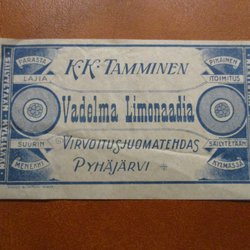 PARASTA LAJIA
K.K. TAMMINEN
PIKAINEN TOIMITUS
Vadelma Limonaadia
SUURIN MENEKKI
VIRVOITUSJUOMATEHDAS
SÄILYTETÄÄN KYLMÄSSÄ
PYHÄJÄRVI